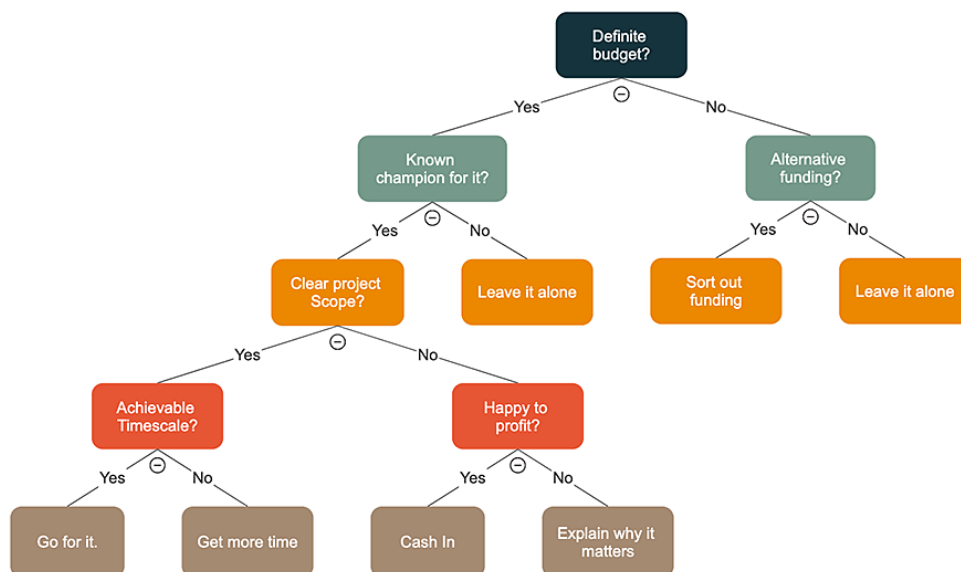 Definite
budget?
Yes
No
Known
champion for it?
Alternative
funding?
Yes
No
Yes
No
Clear project
Scope?
Leave it alone
Sort out
funding
Leave it alone
Yes
No
Achievable
Timescale?
Happy to
profit?
Yes
No
Yes
No
Go for it.
Get more time
Cash In
Explain why it
matters